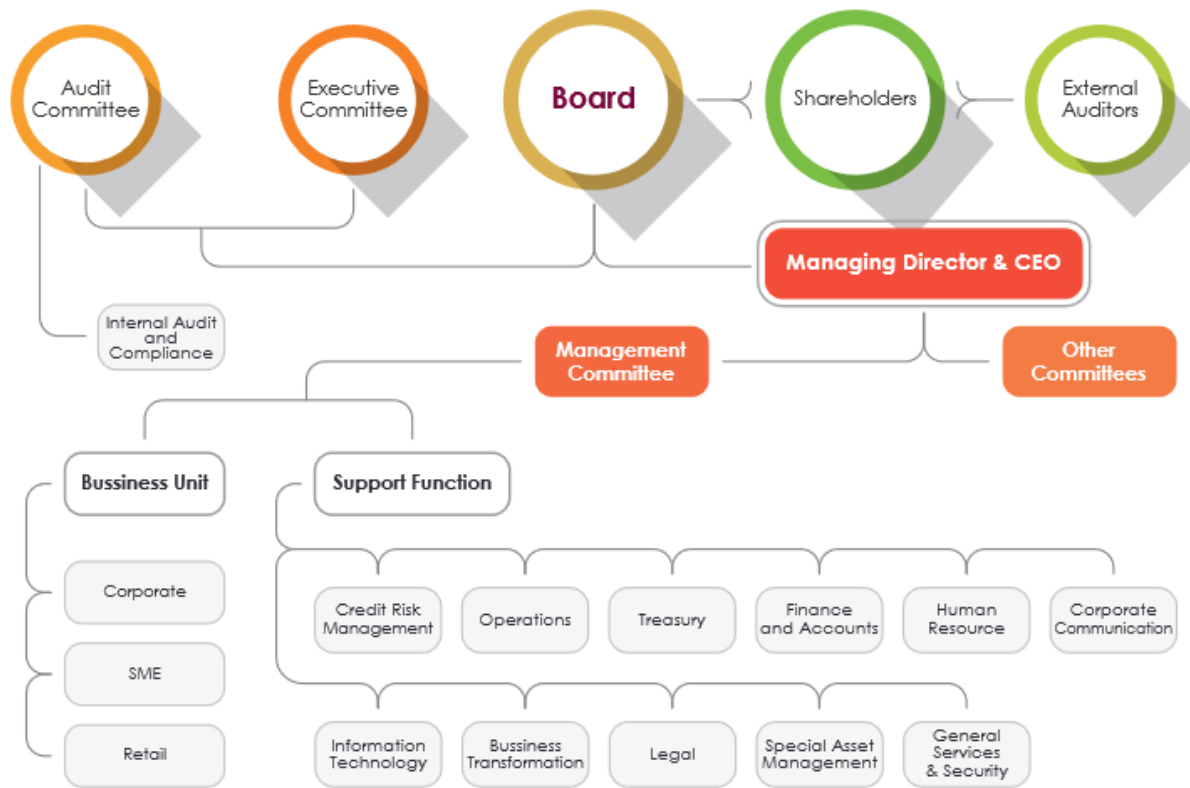 Audit
Committee
Executive
Committee
Board
Shareholders
External
Auditors
Managing Director & CEO
Internal Audit
and
Compliance
Management
Committee
Other
Committees
Bussiness Unit
Support Function
Corporate
SME
Retail
Credit Risk
Management
Operations
Treasury
Finance
and Accounts
Human
Resource
Corporate
Communication
Information
Technology
Bussiness
Transformation
Legal
Special Asset
Management
General
Services
& Security